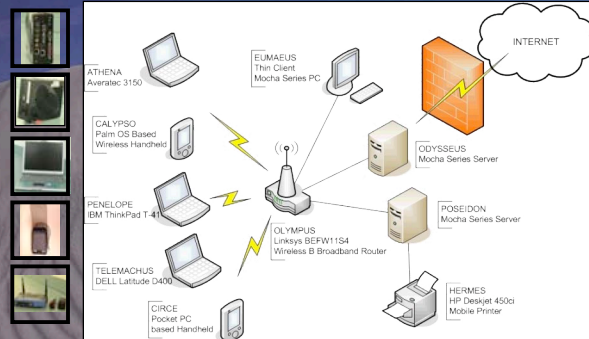 ATHENA
Averatec 3150
CALYPSO
Palm OS Based
Wireless Handheld
PENELOPE
IBM ThinkPad T-41
TELEMACHUS
DELL Latitude D400
CIRCE
Pocket PC
based Handheld
EUMAEUS
Thin Client
Mocha Series PC
OLYMPUS
Linksys BEFW11S4
Wireless B Broadband Router
INTERNET
ODYSSEUS
Mocha Series Server
POSEIDON
Mocha Series Server
HERMES
HP Deskjet 450ci
Mobile Printer